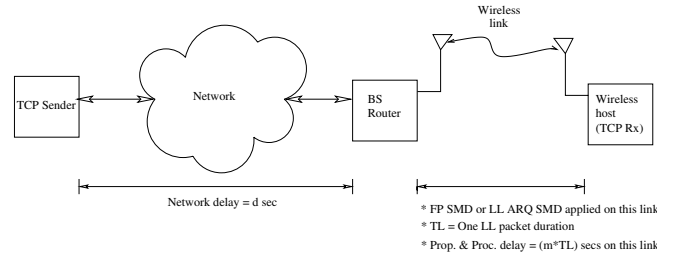 Wireless
link
TCP Sender
Network
BS
Router
Wireless
host
(TCP Rx)
Network delay = d sec
* FP SMD or LL ARQ SMD applied on this link
* TL = One LL packet duration
* Prop. & Proc. delay = (m*TL) secs on this link